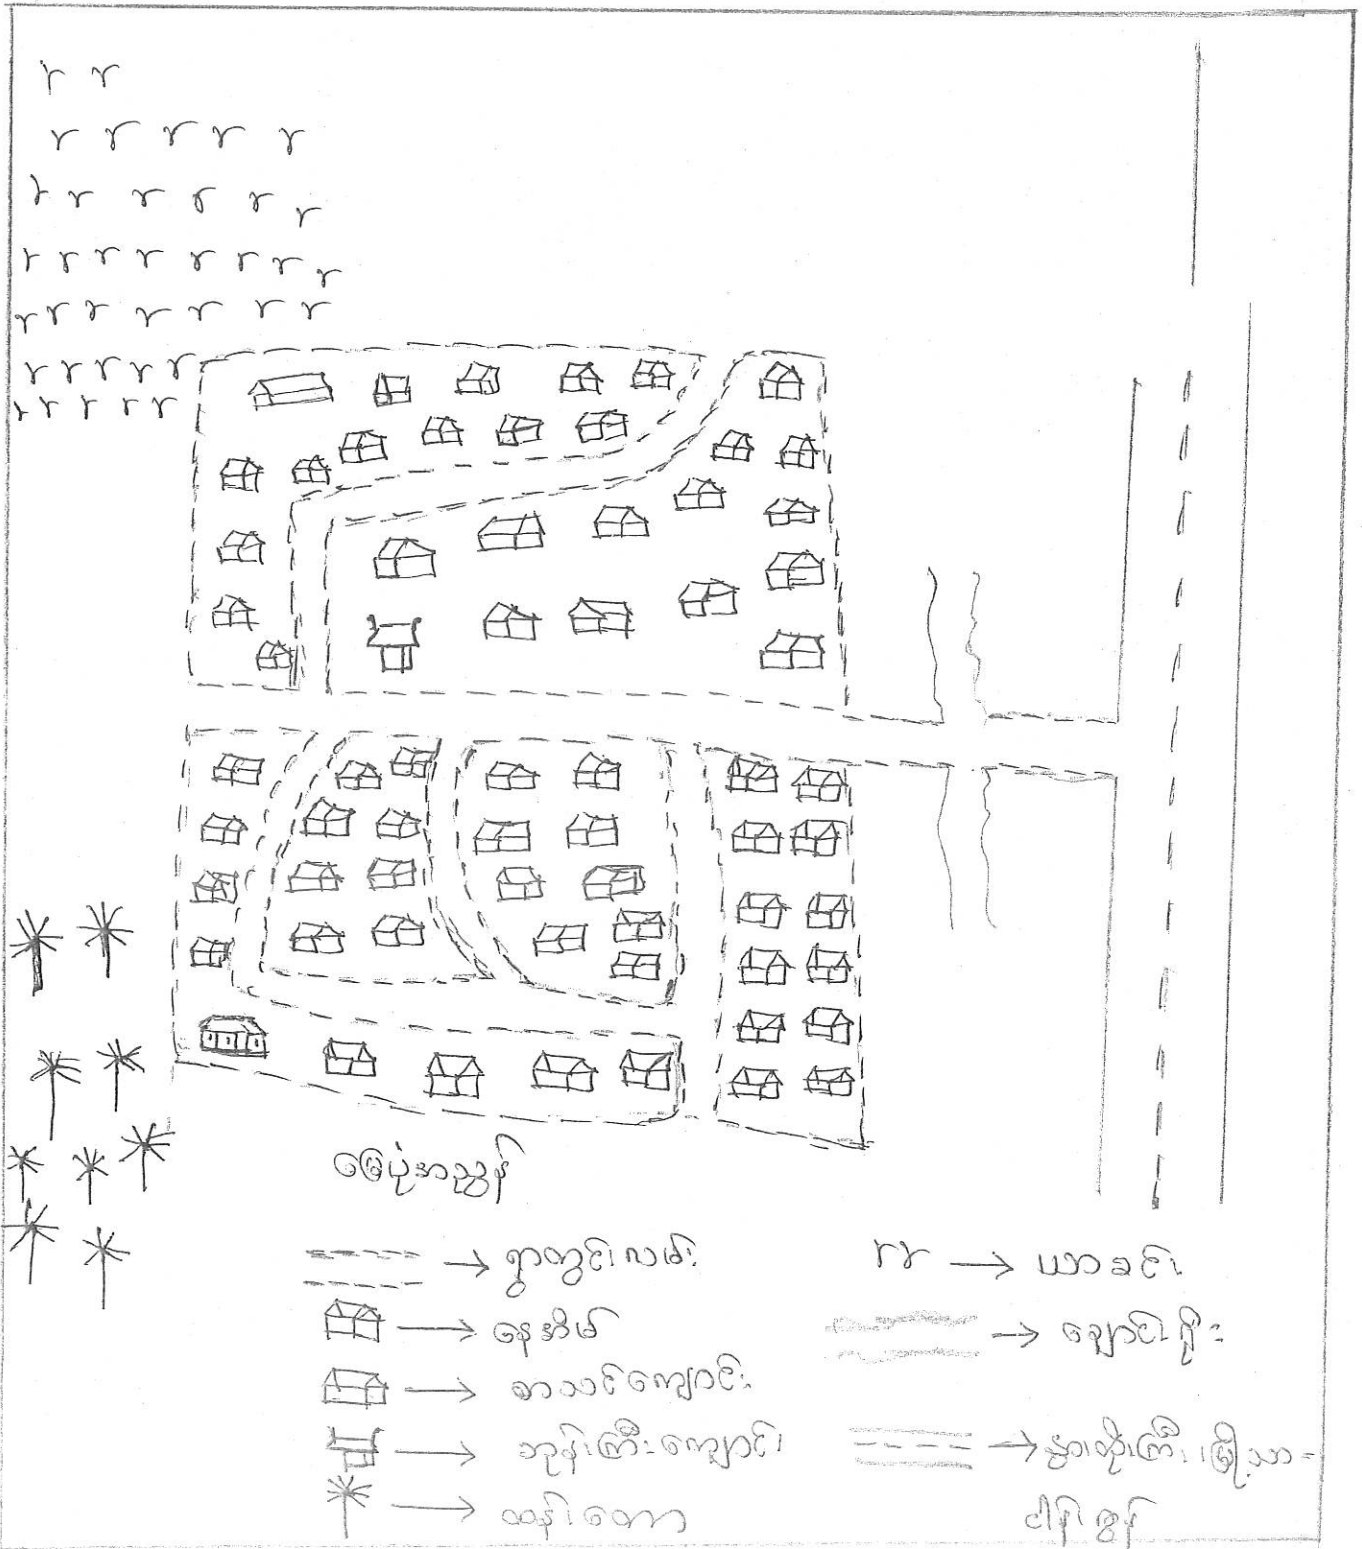 မြေပုံအညွှန်း
ရွာတွင်းလမ်း
နေအိမ်
စာသင်ကျောင်း
ဘုန်းကြီးကျောင်း
ထန်းတော
ယာခင်း
ချောင်းရိုး